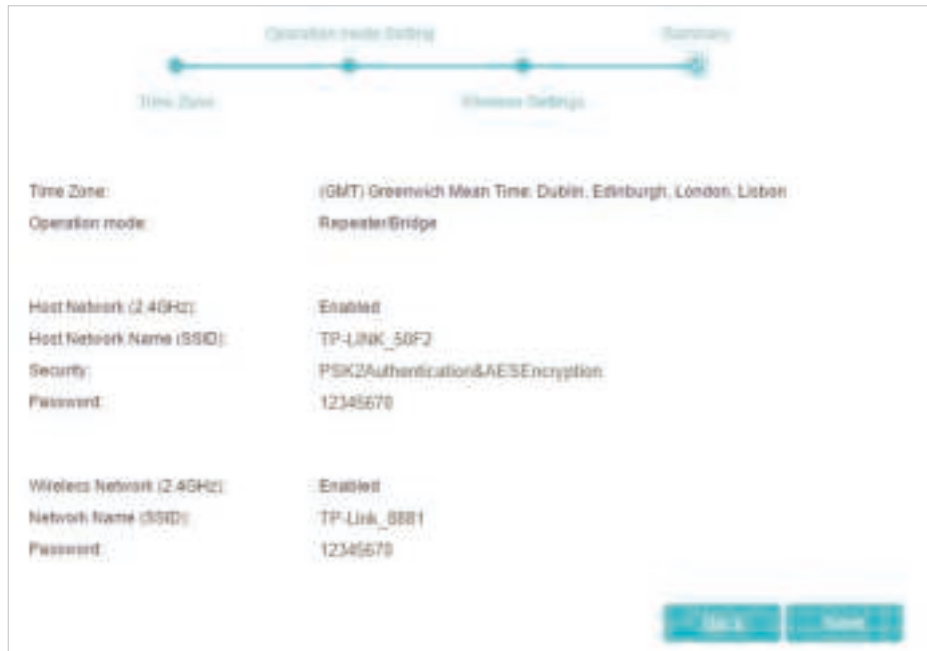 Operation mode Setting Summary
Time Zone Wireless Settings
Time Zone: (GMT) Greenwich Mean Time: Dublin, Edinburgh, London, Lisbon
Operation mode: Repeater/Bridge
Host Network (2.4GHz): Enabled
Host Network Name (SSID): TP-LINK_50F2
Security: PSK2Authentication&AESEncryption
Password: 12345670
Wireless Network (2.4GHz): Enabled
Network Name (SSID): TP-Link_8881
Password: 12345670
Back Save